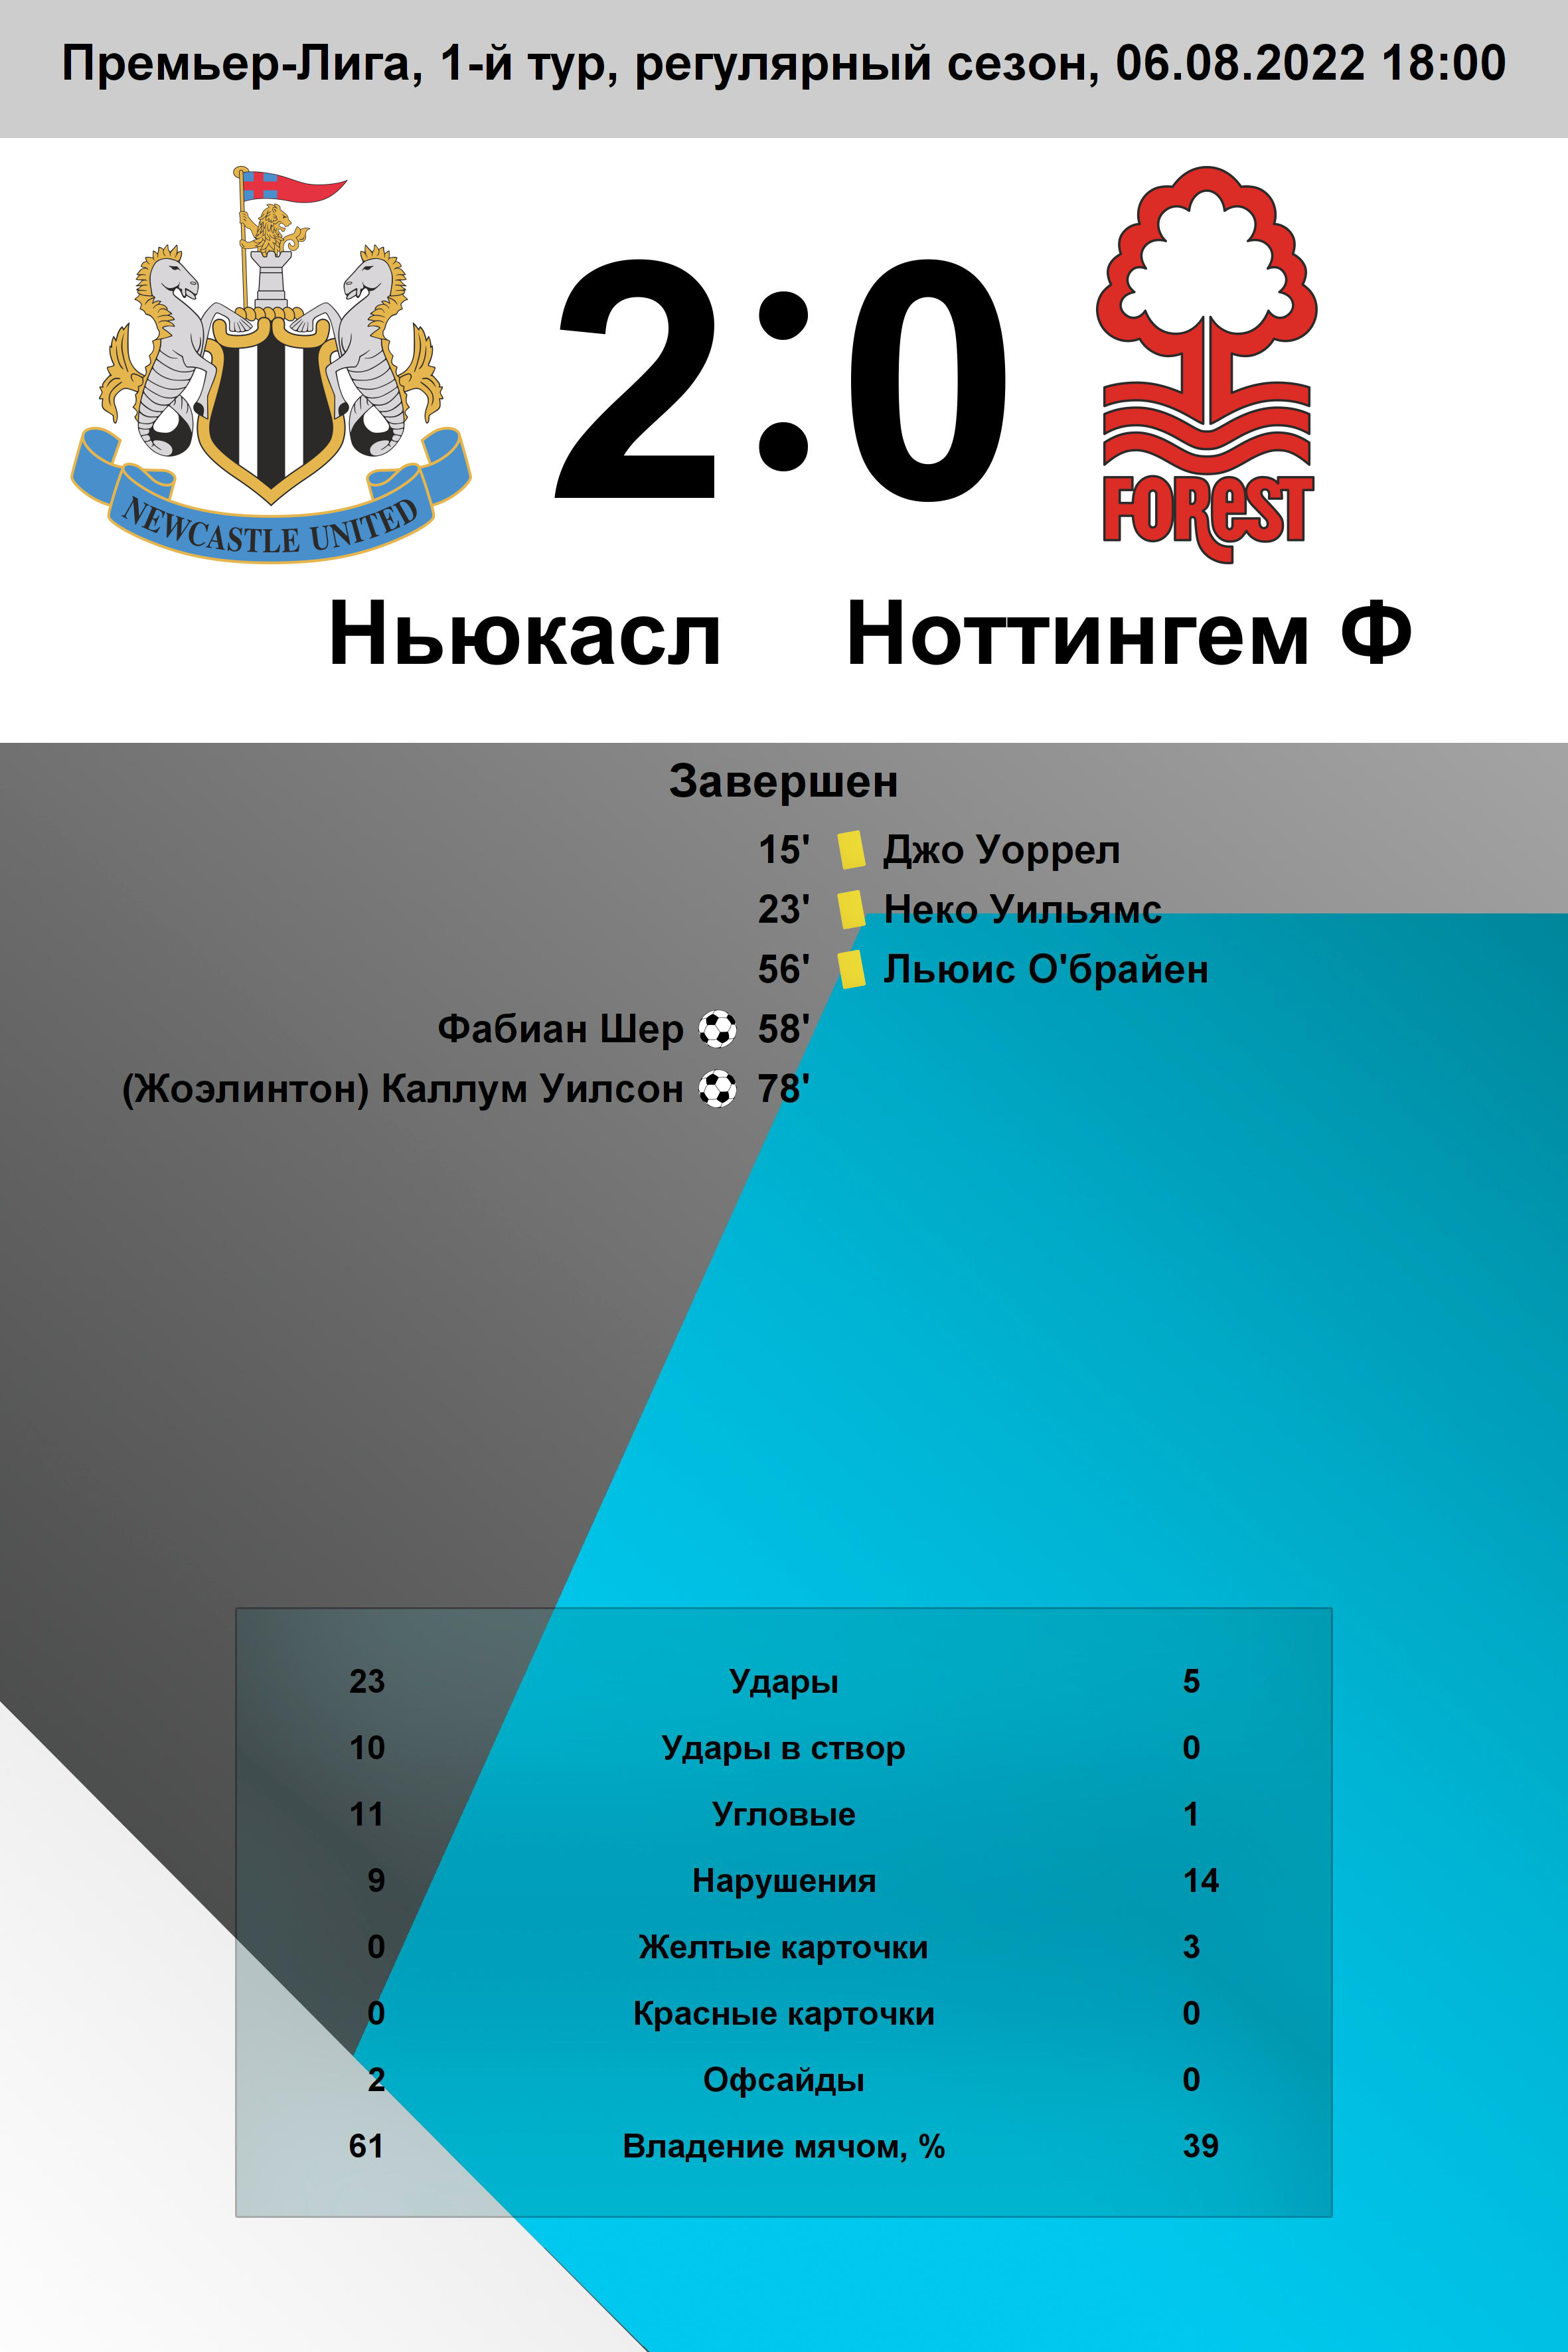 Премьер-Лига, 1-й тур, регулярный сезон, 06.08.2022 18:00
2:0
NEWCASTLE UNITED
FOREST
Ньюкасл Ноттингем Ф
Завершен
15' Джо Уоррел
23' Неко Уильямс
56' Льюис О'брайен
Фабиан Шер 58'
(Жоэлинтон) Каллум Уилсон 78'
23 Удары 5
10 Удары в створ 0
11 Угловые 1
9 Нарушения 14
0 Желтые карточки 3
0 Красные карточки 0
2 Офсайды 0
61 Владение мячом, % 39